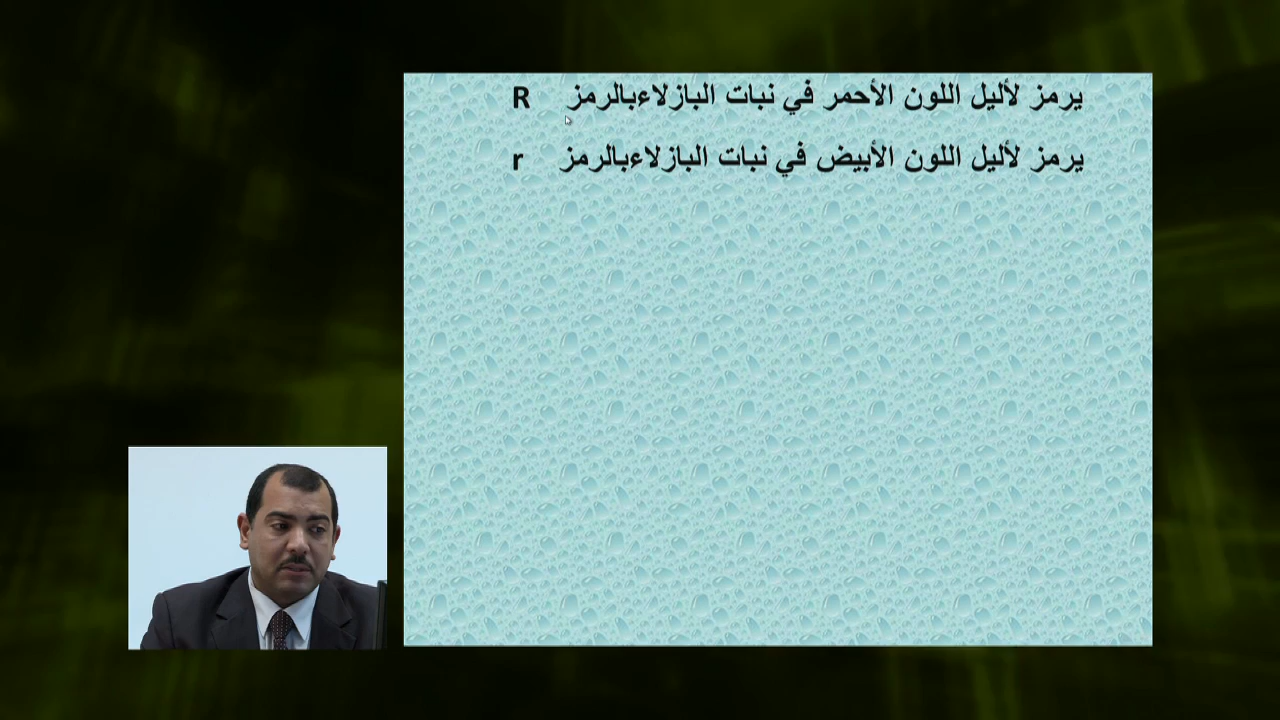 يرمز لأليل اللون الأحمر في نبات البازلاءبالرمز R
يرمز لأليل اللون الأبيض في نبات البازلاءبالرمز r